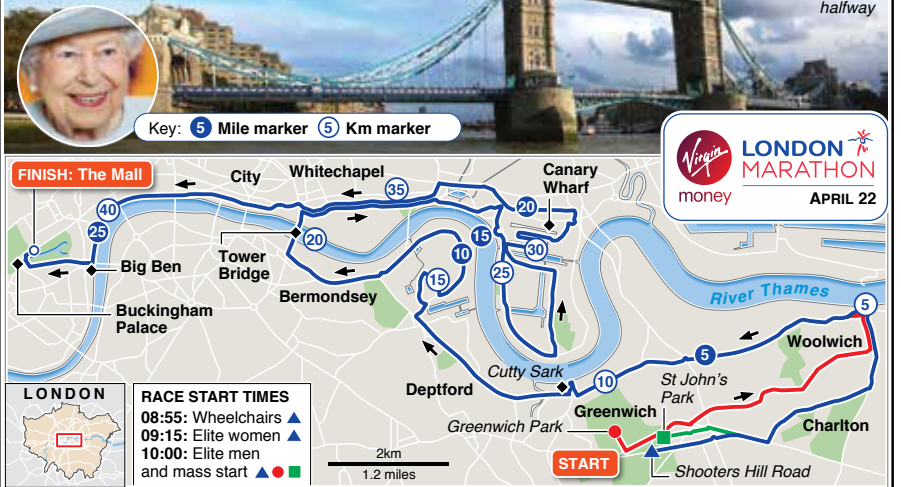 halfway
Key: 5 Mile marker 5 Km marker
Virgin
money
LONDON
MARATHON
APRIL 22
FINISH: The Mall
City
Whitechapel
Canary
Wharf
35
20
40
25
20
15
10
30
25
15
Tower
Bridge
Big Ben
Bermondsey
Buckingham
Palace
River Thames
5
Woolwich
5
Cutty Sark
10
St John's
Park
Deptford
Greenwich
Greenwich Park
Charlton
START
Shooters Hill Road
2km
1.2 miles
LONDON
RACE START TIMES
08:55: Wheelchairs
09:15: Elite women
10:00: Elite men
and mass start